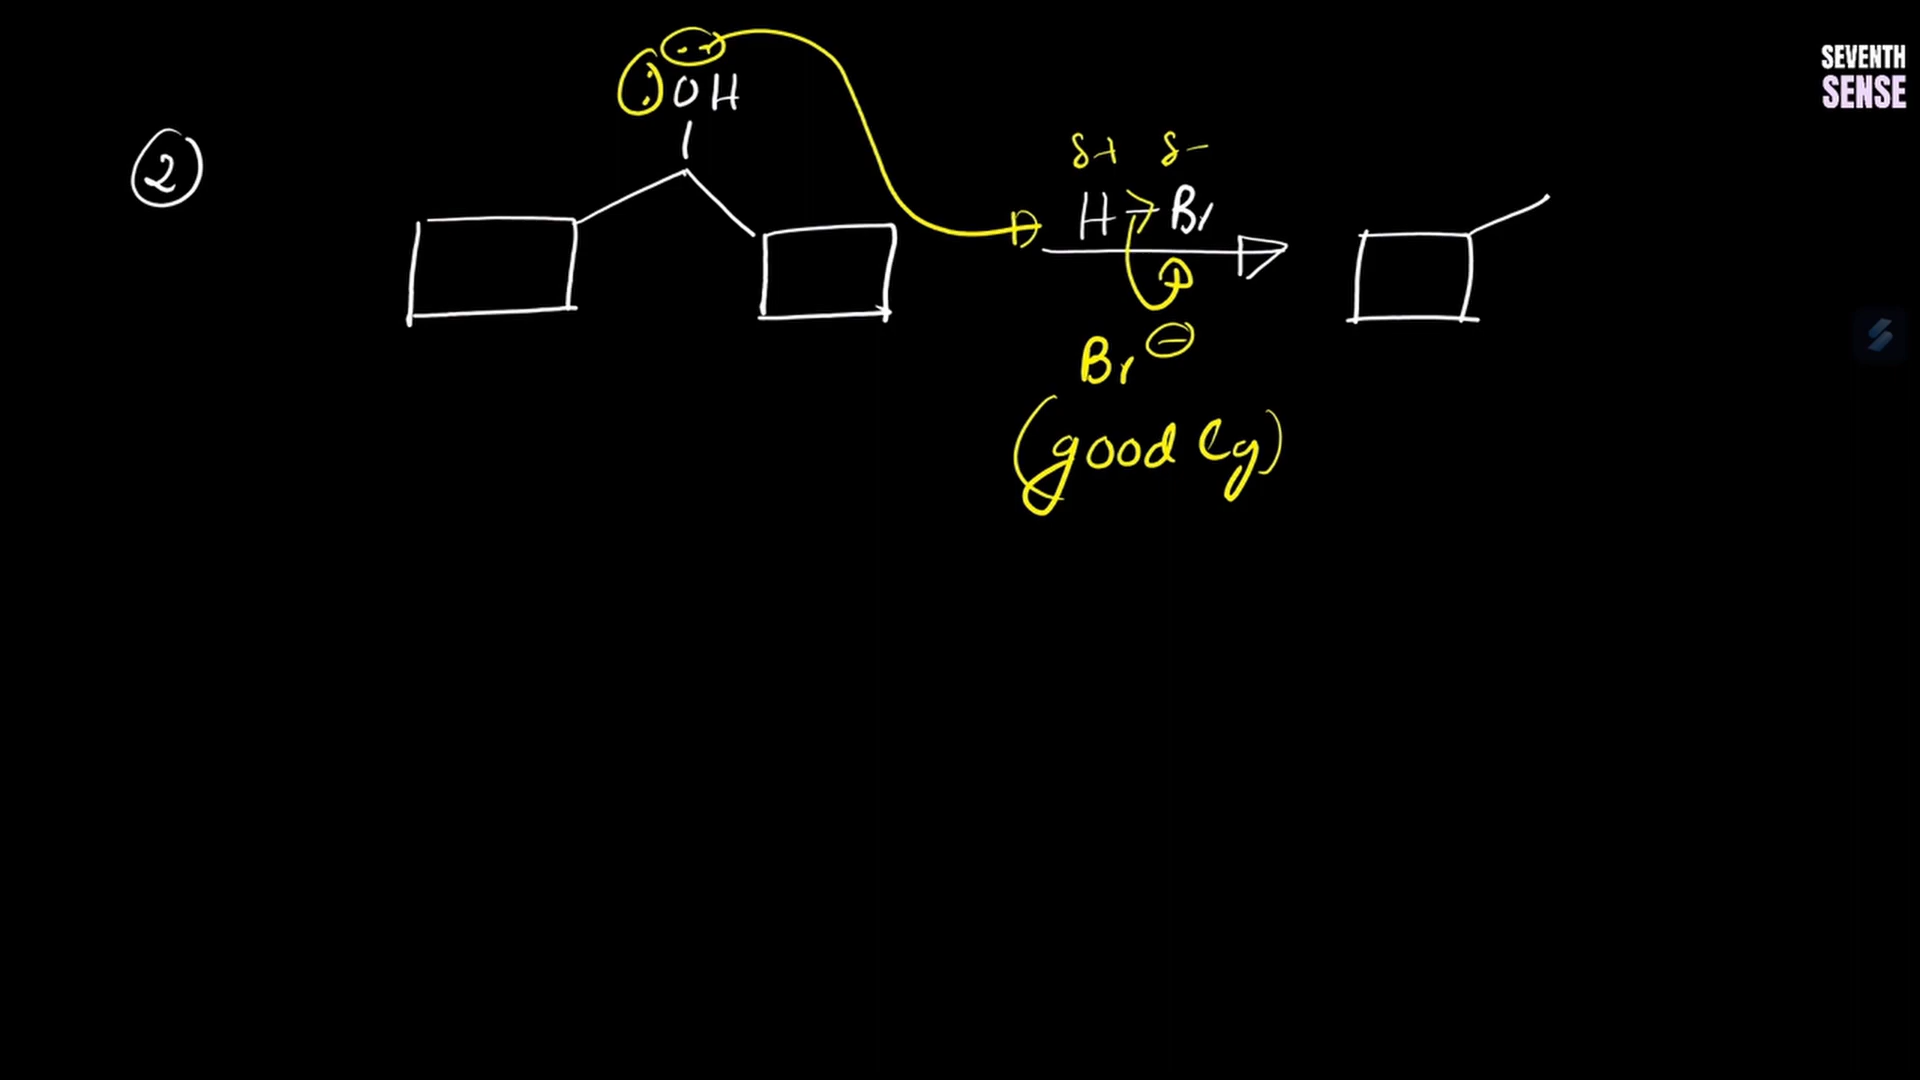 SEVENTH
SENSE
:OH
2
δ+ δ-
H Br
Br⊖
(good lg)